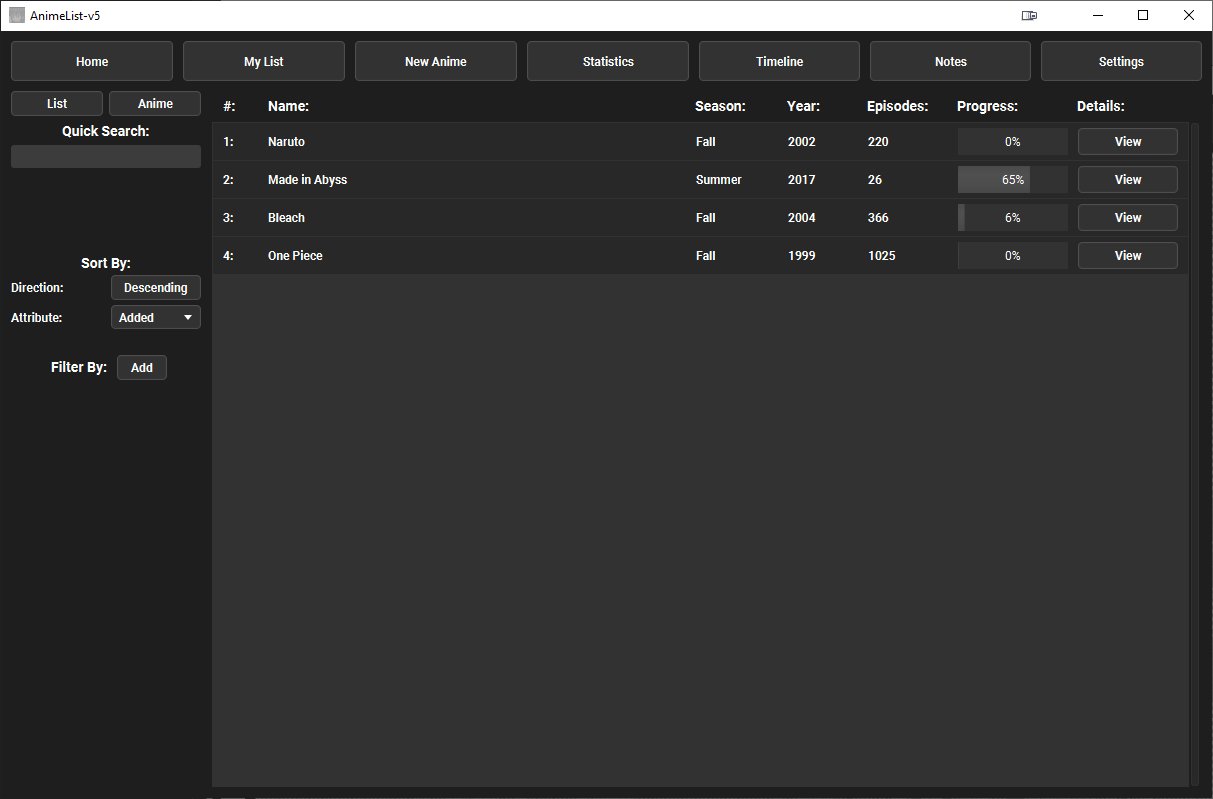 AnimeList-v5
Home My List New Anime Statistics Timeline Notes Settings
List Anime
Quick Search:
Sort By:
Direction: Descending
Attribute: Added
Filter By: Add
#: Name: Season: Year: Episodes: Progress: Details:
1: Naruto Fall 2002 220 0% View
2: Made in Abyss Summer 2017 26 65% View
3: Bleach Fall 2004 366 6% View
4: One Piece Fall 1999 1025 0% View